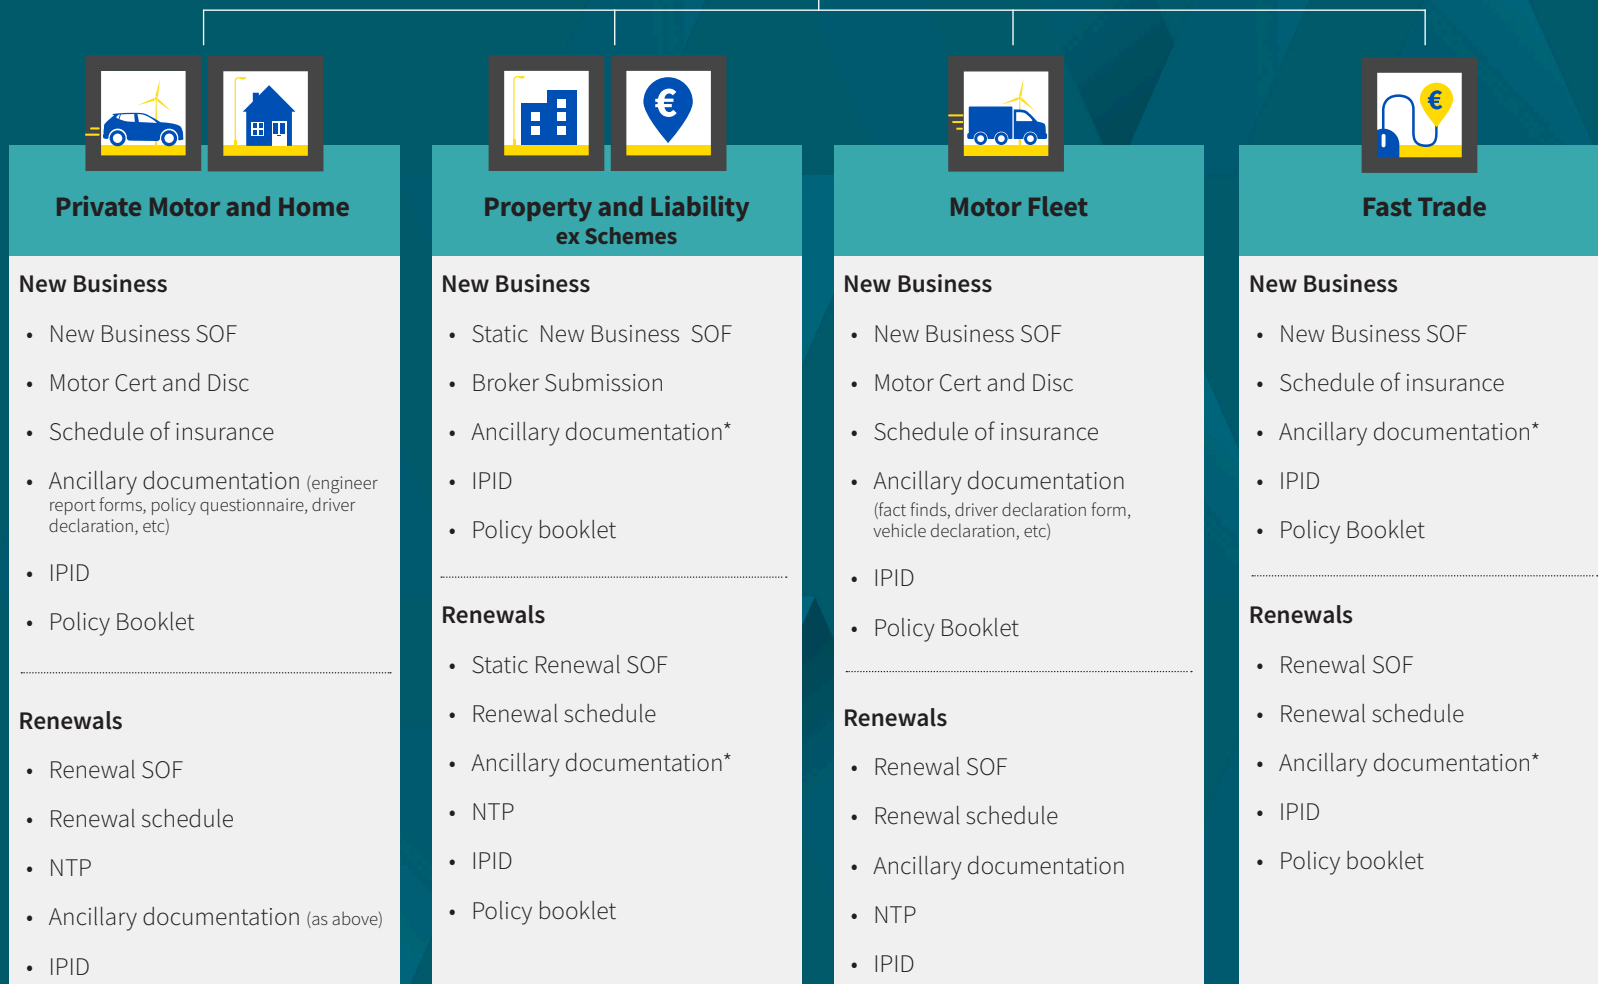 €
€
Private Motor and Home
New Business
• New Business SOF
• Motor Cert and Disc
• Schedule of insurance
• Ancillary documentation (engineer
report forms, policy questionnaire, driver
declaration, etc)
• IPID
• Policy Booklet
Renewals
• Renewal SOF
• Renewal schedule
• NTP
• Ancillary documentation (as above)
• IPID
Property and Liability
ex Schemes
New Business
• Static New Business SOF
• Broker Submission
• Ancillary documentation*
• IPID
• Policy booklet
Renewals
• Static Renewal SOF
• Renewal schedule
• Ancillary documentation*
• NTP
• IPID
• Policy booklet
Motor Fleet
New Business
• New Business SOF
• Motor Cert and Disc
• Schedule of insurance
• Ancillary documentation
(fact finds, driver declaration form,
vehicle declaration, etc)
• IPID
• Policy Booklet
Renewals
• Renewal SOF
• Renewal schedule
• Ancillary documentation
• NTP
• IPID
Fast Trade
New Business
• New Business SOF
• Schedule of insurance
• Ancillary documentation*
• IPID
• Policy Booklet
Renewals
• Renewal SOF
• Renewal schedule
• Ancillary documentation*
• IPID
• Policy booklet